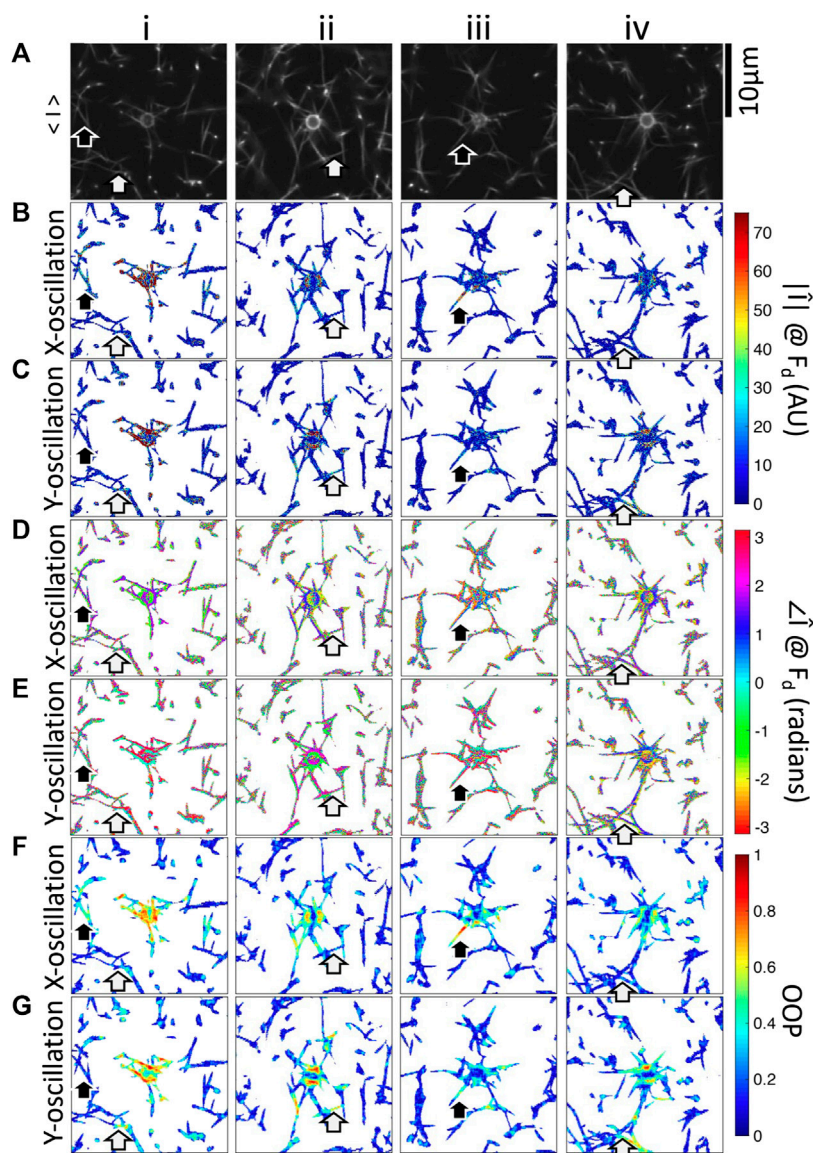 i ii iii iv
A
< I >
10µm
B
X-oscillation
C
Y-oscillation
70
60
50
40
30
20
10
0
|Î| @ F_d (AU)
D
X-oscillation
E
Y-oscillation
3
2
1
0
-1
-2
-3
∠Î @ F_d (radians)
F
X-oscillation
G
Y-oscillation
1
0.8
0.6
0.4
0.2
0
OOP